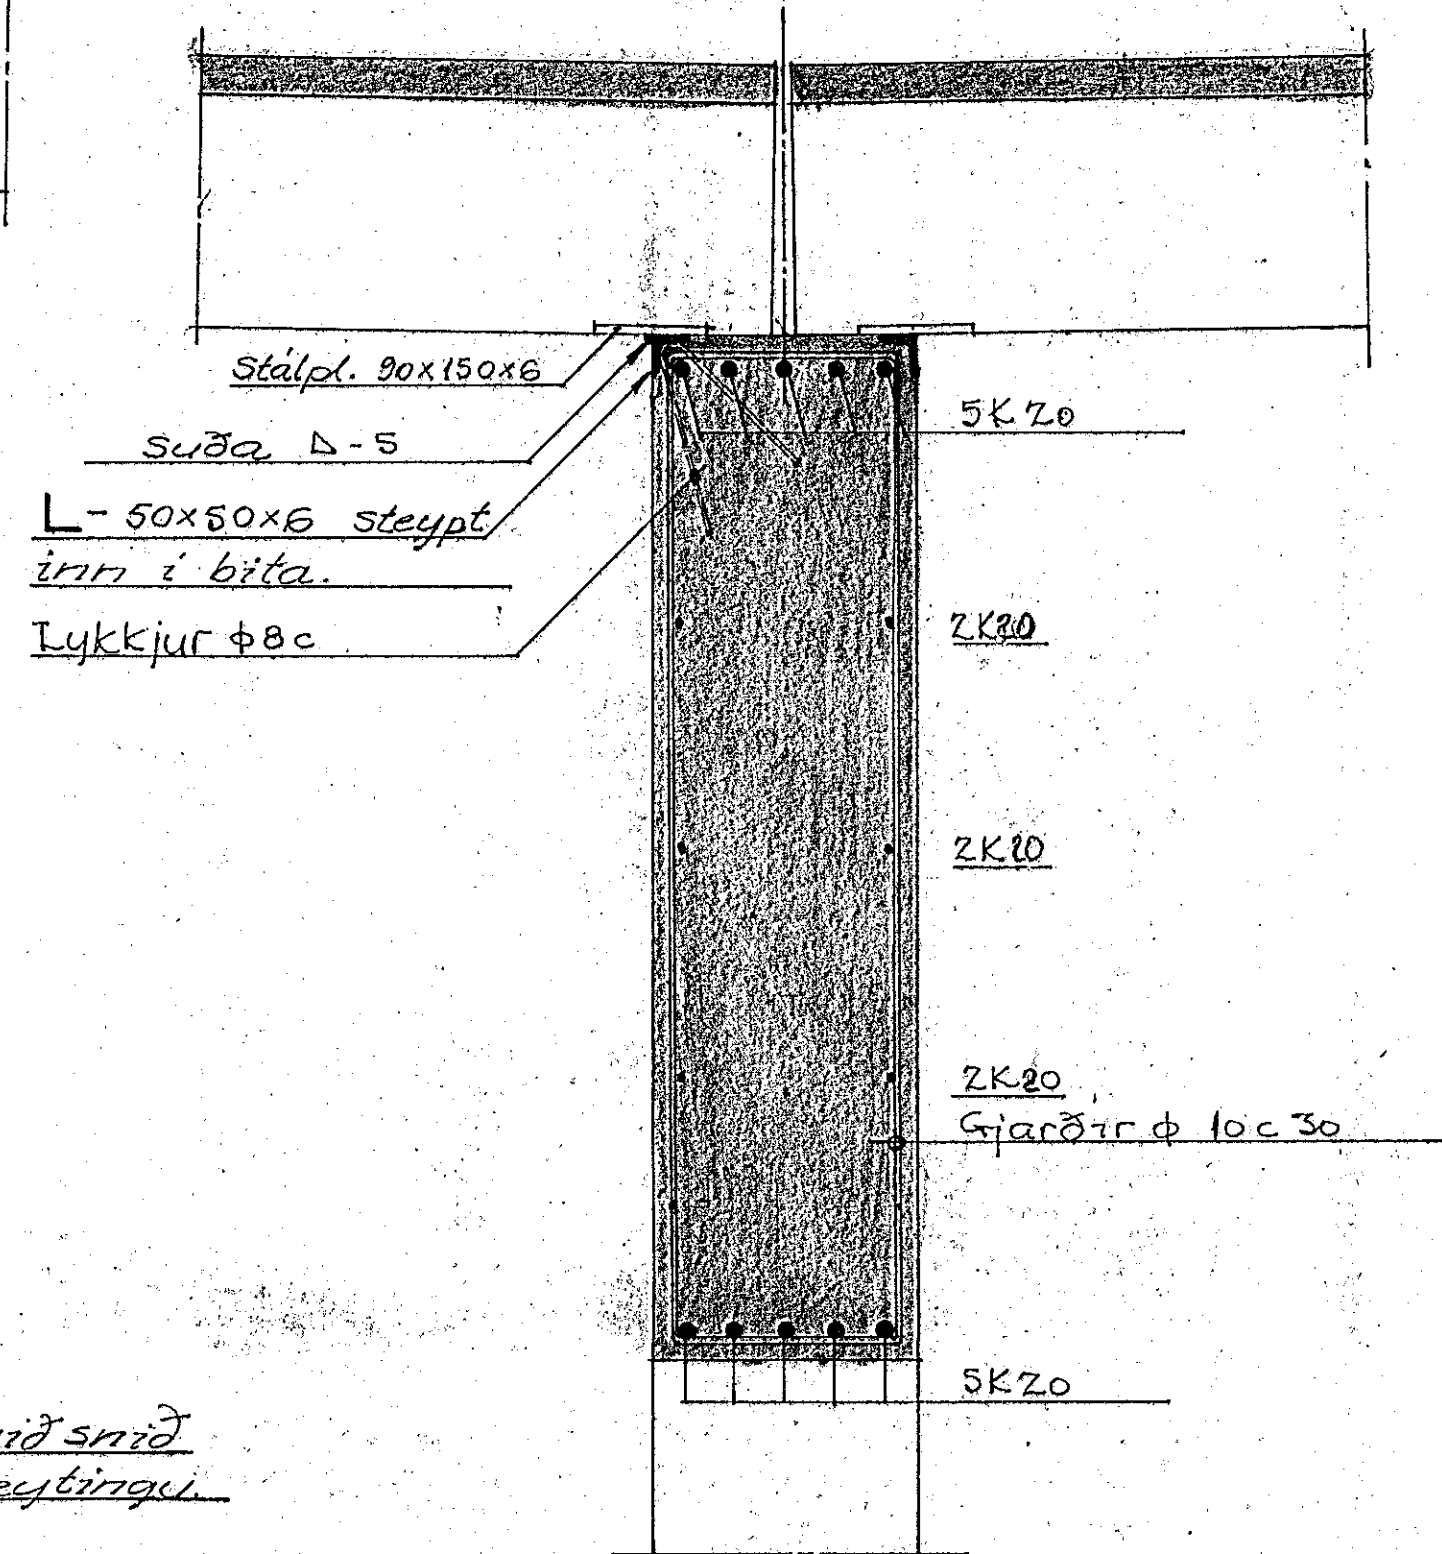 Stálpl. 90x150x6
suða Δ-5
L- 50x50x6 steypt
inn i bita.
Lykkjur ϕ8c
5K20
2K20
2K20
2K20
Gjarðir ϕ 10c30
5K20
ið snið
eytingu.